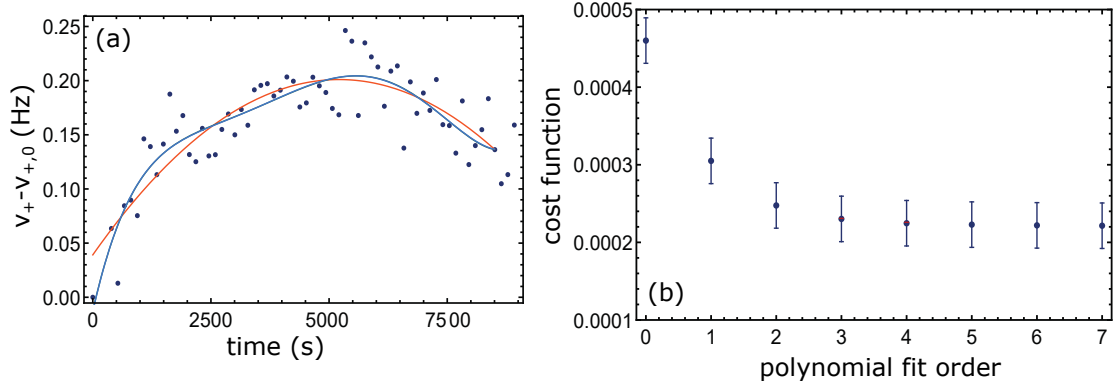 (a)
0.25
0.20
0.15
0.10
0.05
0.00
ν₊-ν₊,₀ (Hz)
0 2500 5000 7500
time (s)
0.0005
0.0004
0.0003
0.0002
0.0001
cost function
(b)
0 1 2 3 4 5 6 7
polynomial fit order